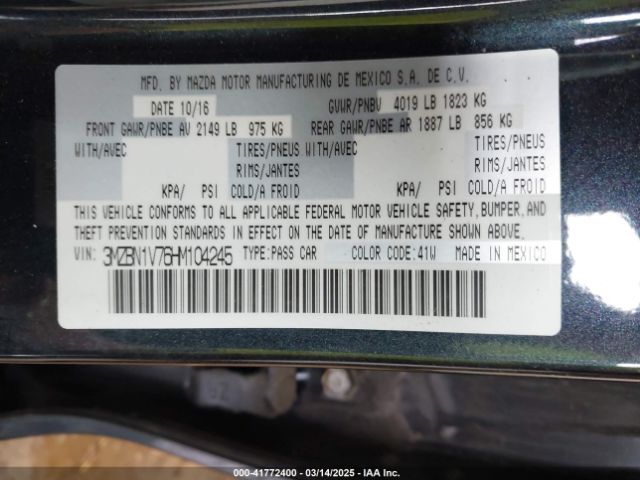 MFD. BY MAZDA MOTOR MANUFACTURING DE MEXICO S.A. DE C.V.
DATE 10/16 GVWR/PNBV 4019 LB 1823 KG
FRONT GAWR/PNBE AV 2149 LB 975 KG REAR GAWR/PNBE AR 1887 LB 856 KG
WITH/AVEC TIRES/PNEUS WITH/AVEC TIRES/PNEUS
RIMS/JANTES RIMS/JANTES
KPA/ PSI COLD/A FROID KPA/ PSI COLD/A FROID
THIS VEHICLE CONFORMS TO ALL APPLICABLE FEDERAL MOTOR VEHICLE SAFETY, BUMPER, AND
THEFT PREVENTION STANDARDS IN EFFECT ON THE DATE OF MANUFACTURE SHOWN ABOVE.
VIN: 3MZBN1V76HM104245 TYPE: PASS CAR COLOR CODE: 41W MADE IN MEXICO
000-41772400 - 03/14/2025 - IAA Inc.